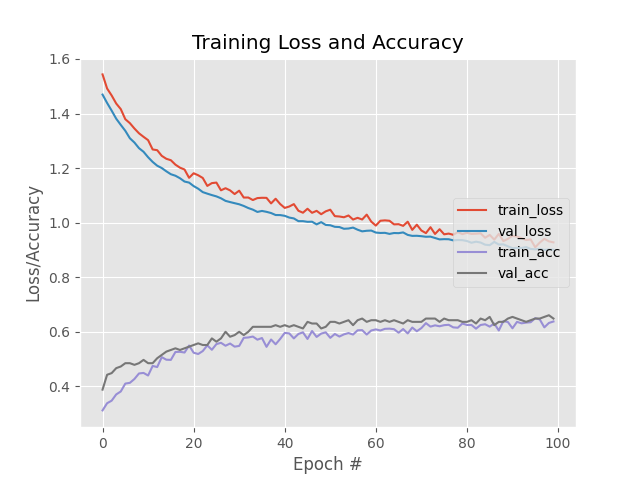 Training Loss and Accuracy
1.6
1.4
1.2
1.0
0.8
0.6
0.4
Loss/Accuracy
train_loss
val_loss
train_acc
val_acc
0 20 40 60 80 100
Epoch #